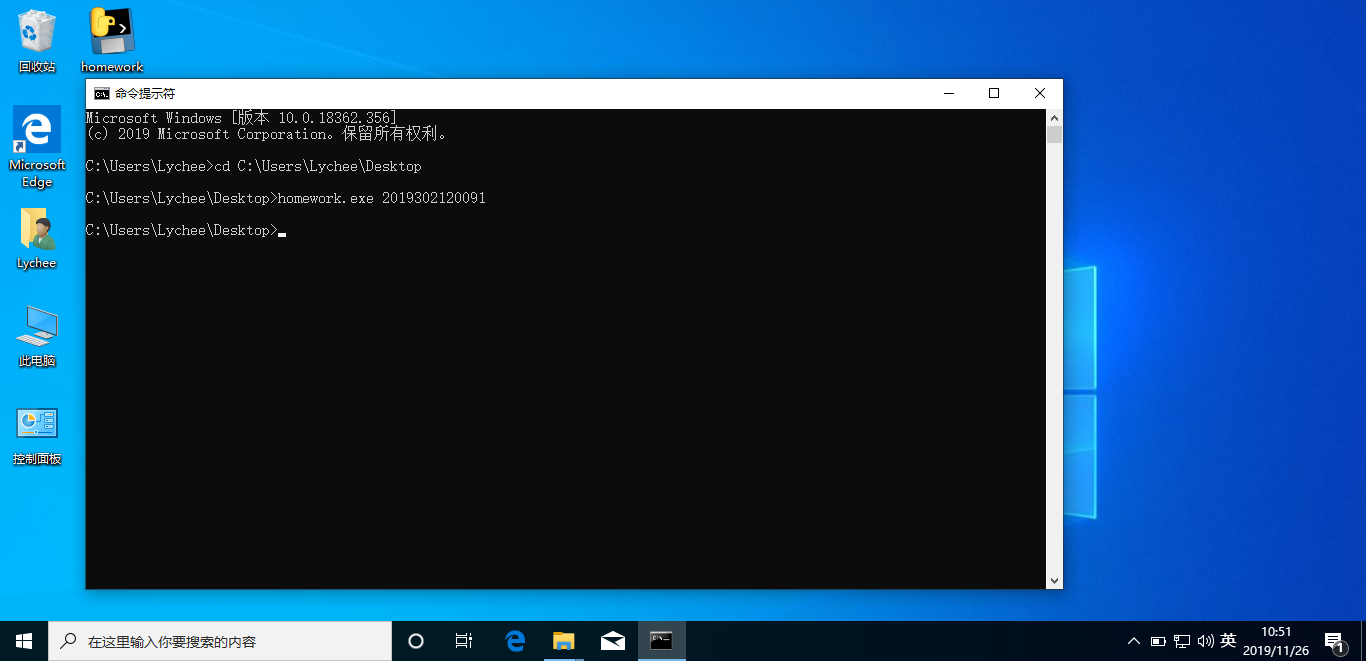 回收站
homework
Microsoft Edge
Lychee
此电脑
控制面板
命令提示符
Microsoft Windows [版本 10.0.18362.356]
(c) 2019 Microsoft Corporation。保留所有权利。
C:\Users\Lychee>cd C:\Users\Lychee\Desktop
C:\Users\Lychee\Desktop>homework.exe 2019302120091
C:\Users\Lychee\Desktop>
在这里输入你要搜索的内容
英
10:51
2019/11/26
1